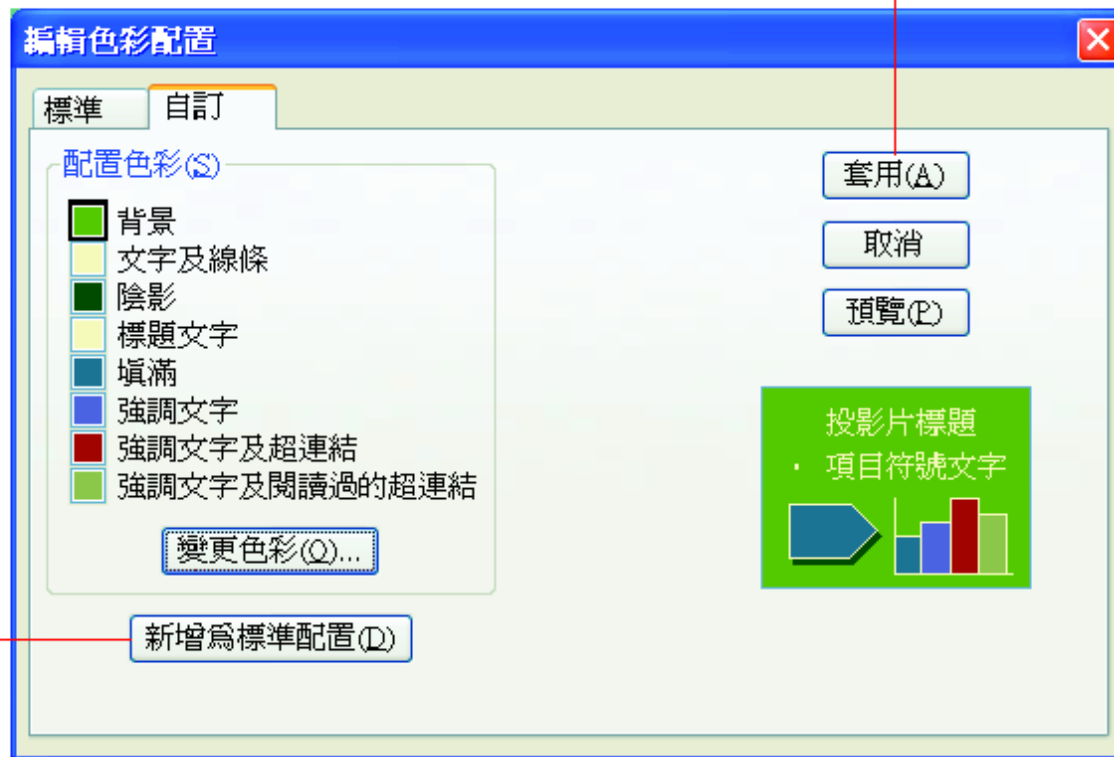 編輯色彩配置
標準
自訂
配置色彩(S)
背景
文字及線條
陰影
標題文字
填滿
強調文字
強調文字及超連結
強調文字及閱讀過的超連結
變更色彩(O)...
新增為標準配置(D)
套用(A)
取消
預覽(P)
投影片標題
· 項目符號文字